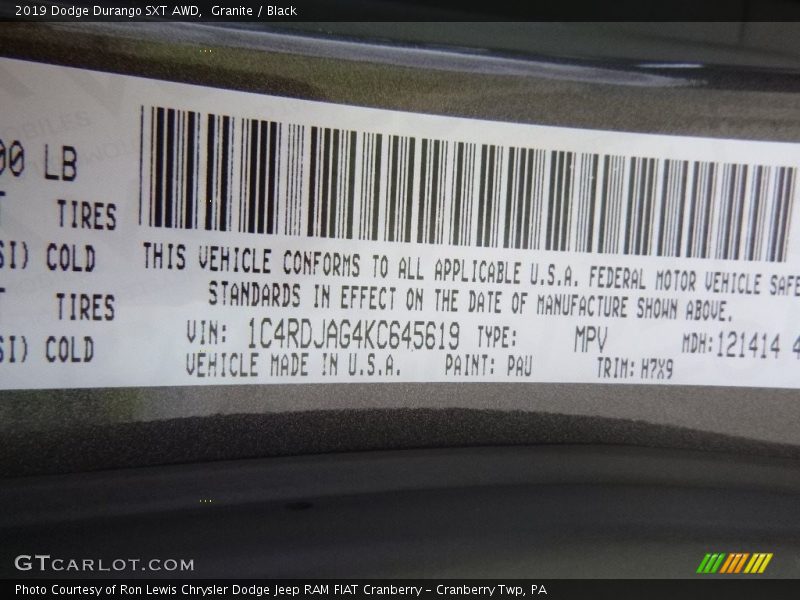 2019 Dodge Durango SXT AWD, Granite / Black
00 LB
TIRES
SI) COLD
TIRES
SI) COLD
THIS VEHICLE CONFORMS TO ALL APPLICABLE U.S.A. FEDERAL MOTOR VEHICLE SAFE
STANDARDS IN EFFECT ON THE DATE OF MANUFACTURE SHOWN ABOVE.
VIN: 1C4RDJAG4KC645619 TYPE: MPV MDH:121414 4
VEHICLE MADE IN U.S.A. PAINT: PAU TRIM: H7X9
GTCARLOT.COM
Photo Courtesy of Ron Lewis Chrysler Dodge Jeep RAM FIAT Cranberry - Cranberry Twp, PA